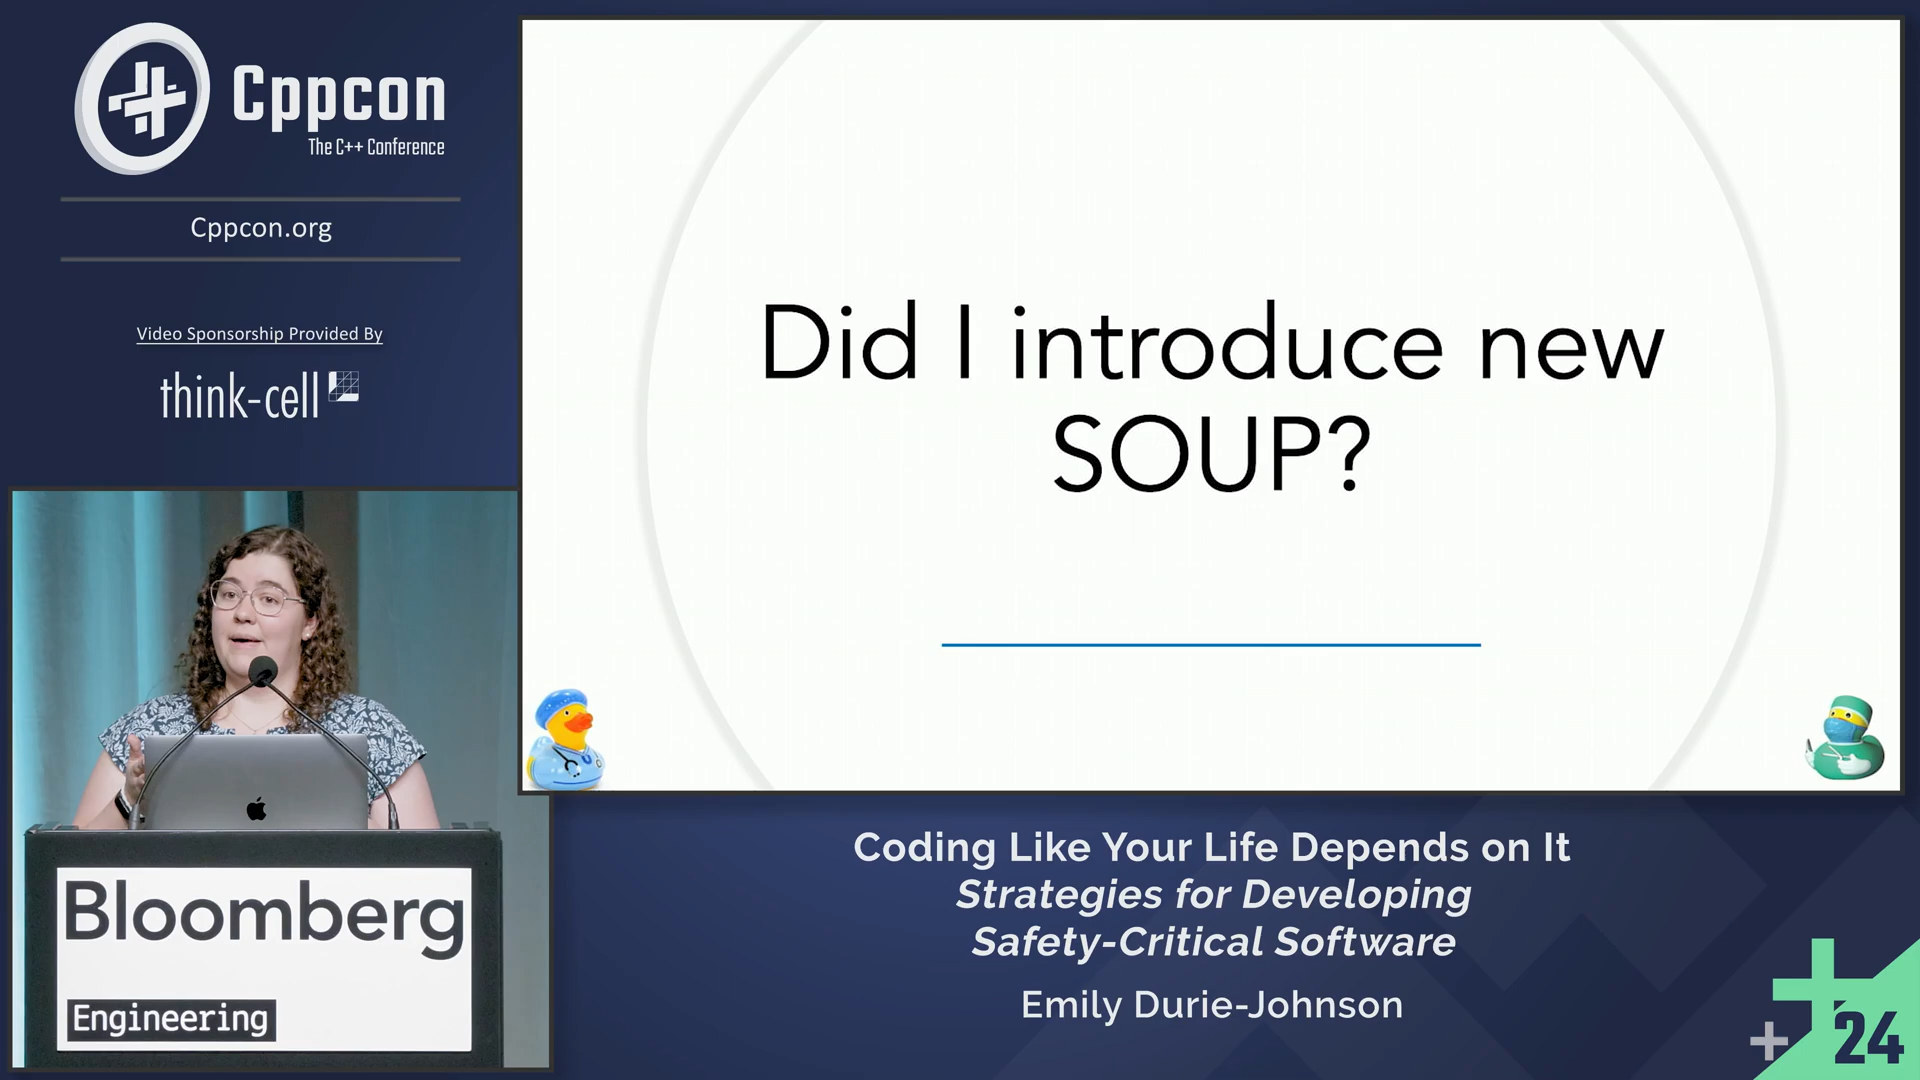 Cppcon
The C++ Conference
Cppcon.org
Video Sponsorship Provided By
think-cell
Did I introduce new
SOUP?
Bloomberg
Engineering
Coding Like Your Life Depends on It
Strategies for Developing
Safety-Critical Software
Emily Durie-Johnson
24